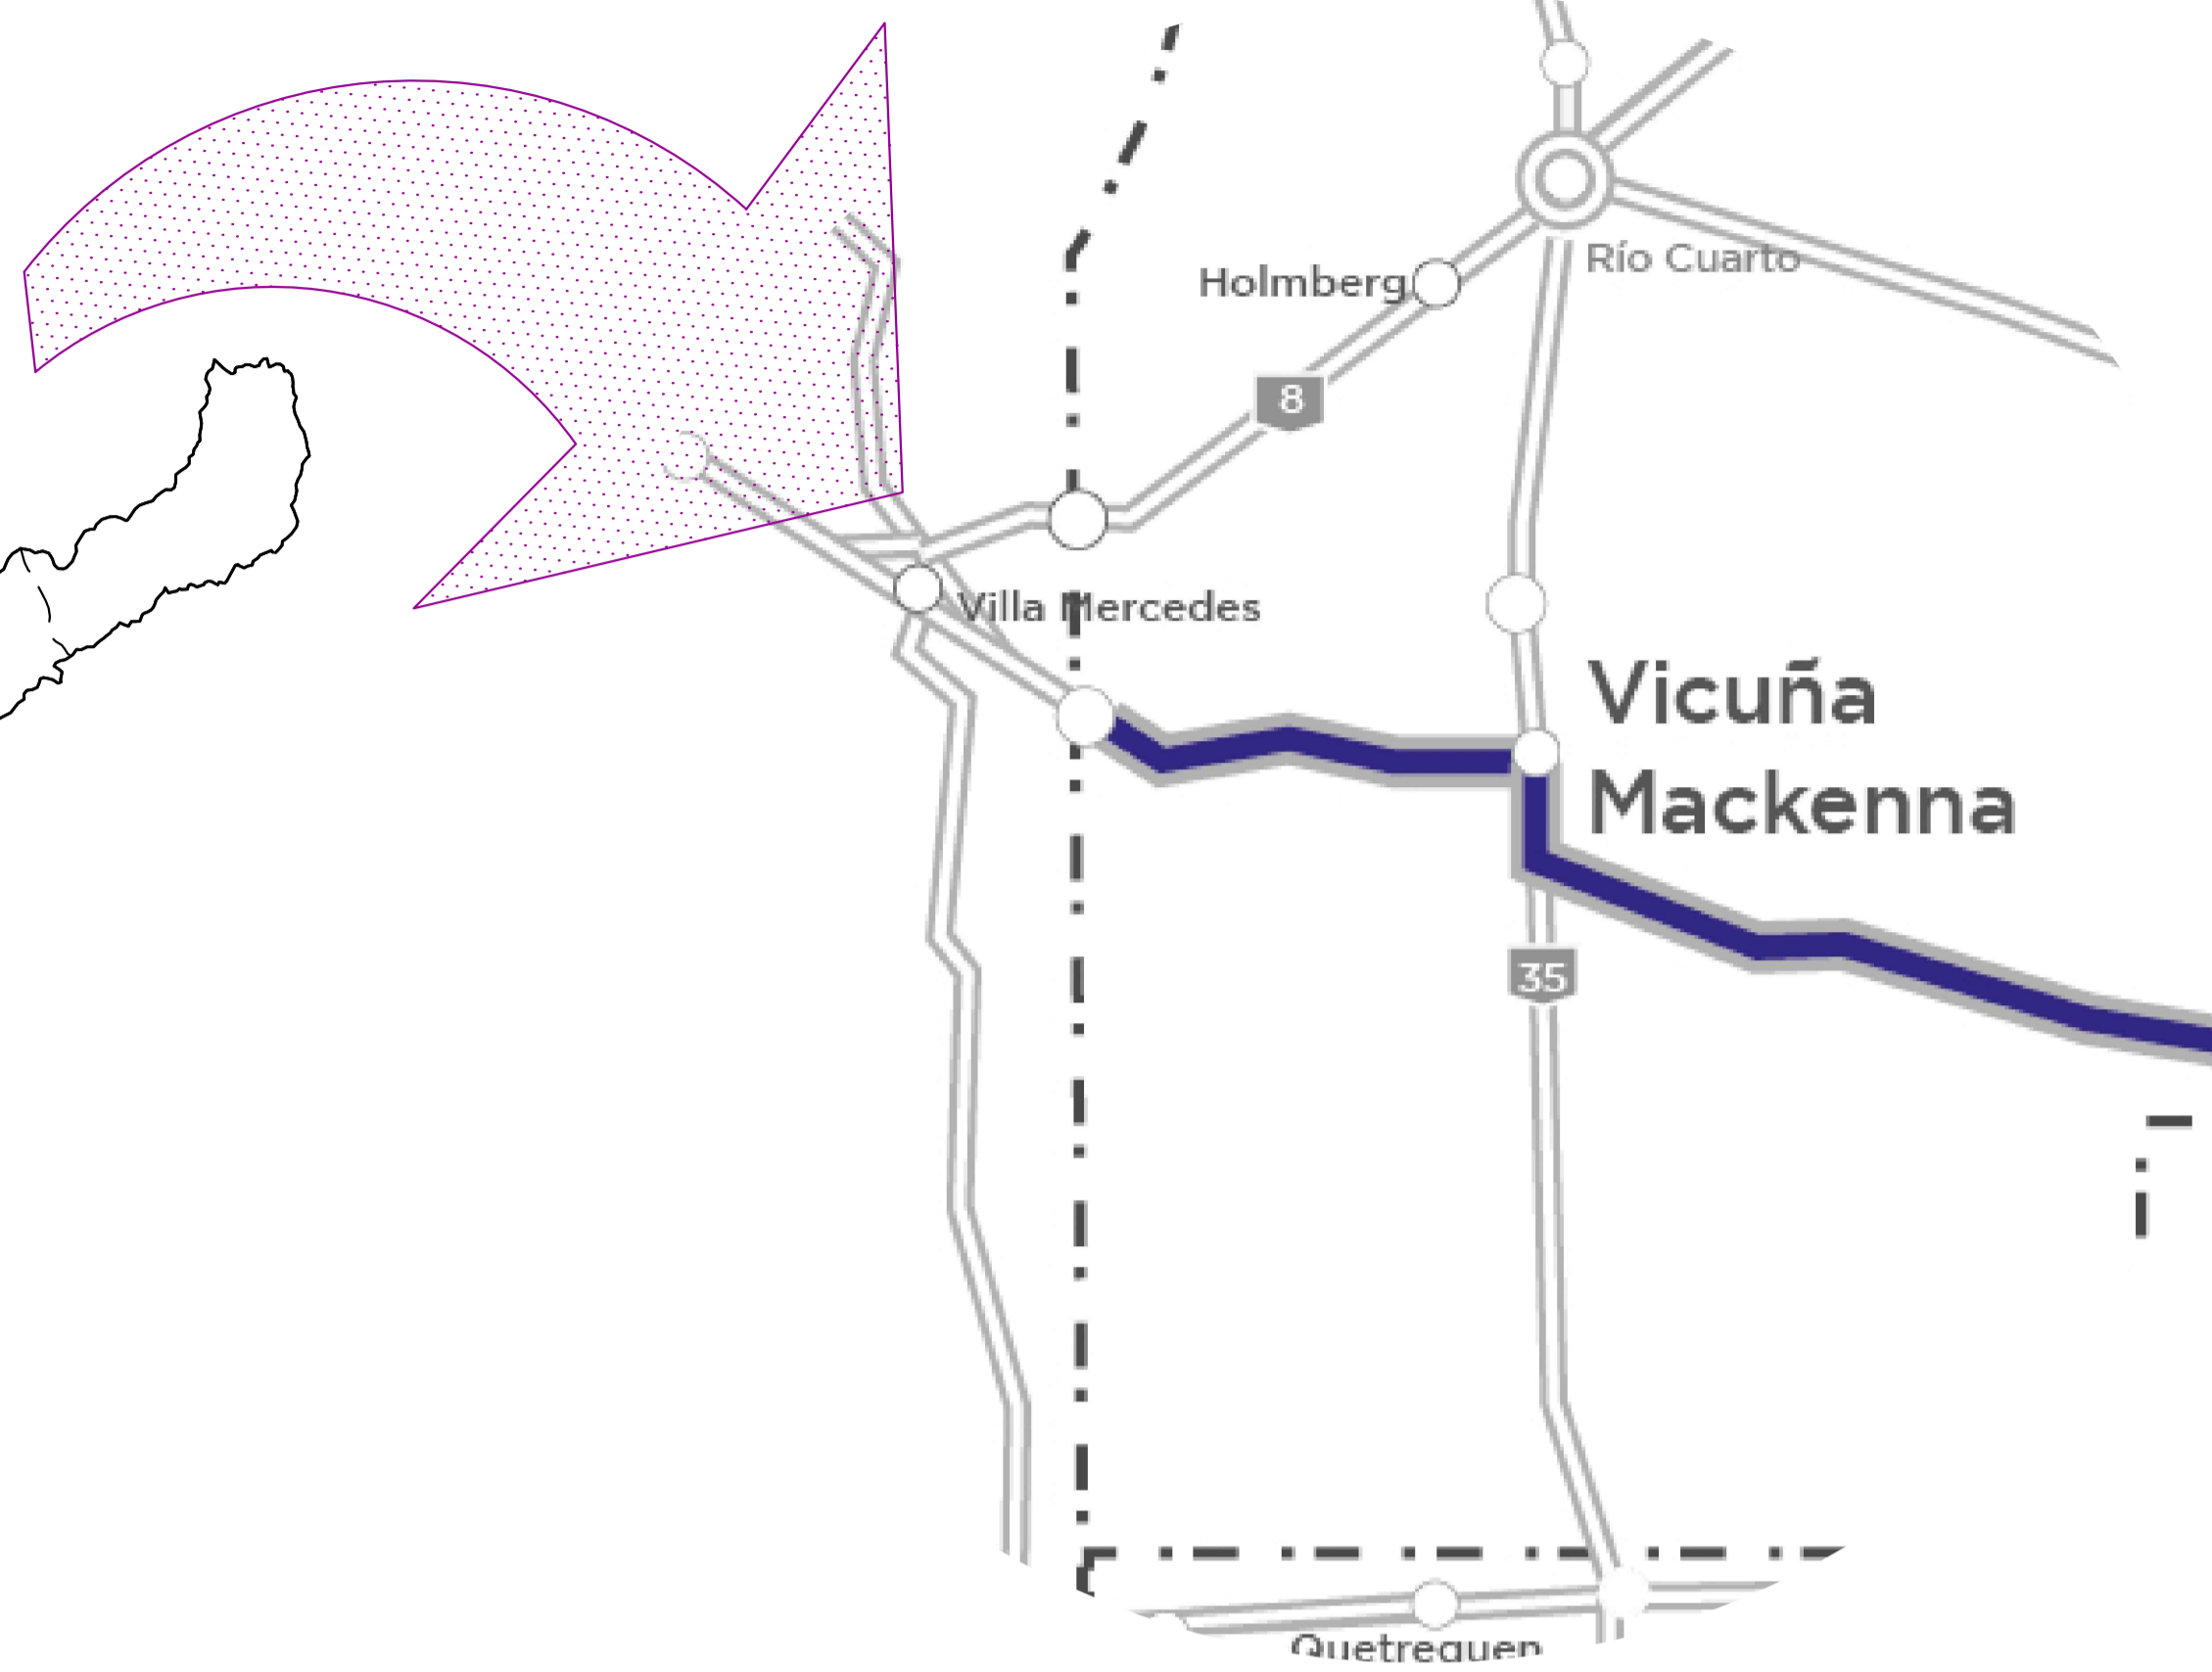 Río Cuarto
Holmberg
8
Villa Mercedes
Vicuña
Mackenna
35
Quetrequen